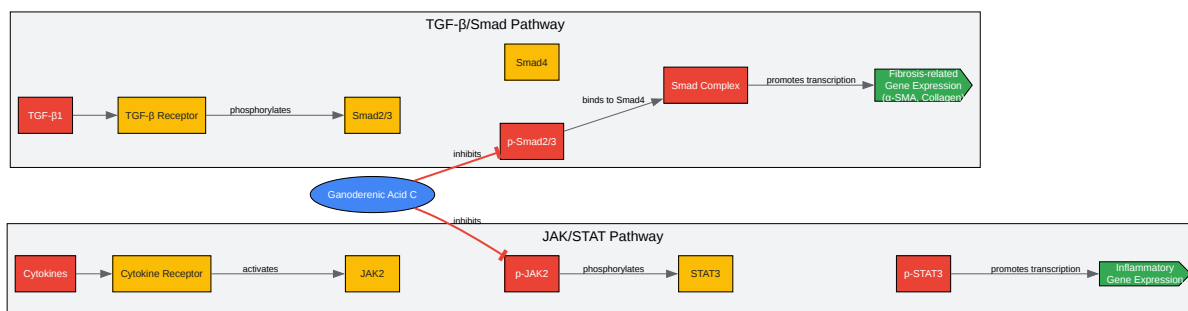 TGF-β/Smad Pathway
Smad4
Fibrosis-related
Gene Expression
(α-SMA, Collagen)
Smad Complex
promotes transcription
binds to Smad4
TGF-β1
TGF-β Receptor
phosphorylates
Smad2/3
p-Smad2/3
inhibits
Ganoderenic Acid C
inhibits
JAK/STAT Pathway
Cytokines
Cytokine Receptor
activates
JAK2
p-JAK2
phosphorylates
STAT3
p-STAT3
promotes transcription
Inflammatory
Gene Expression